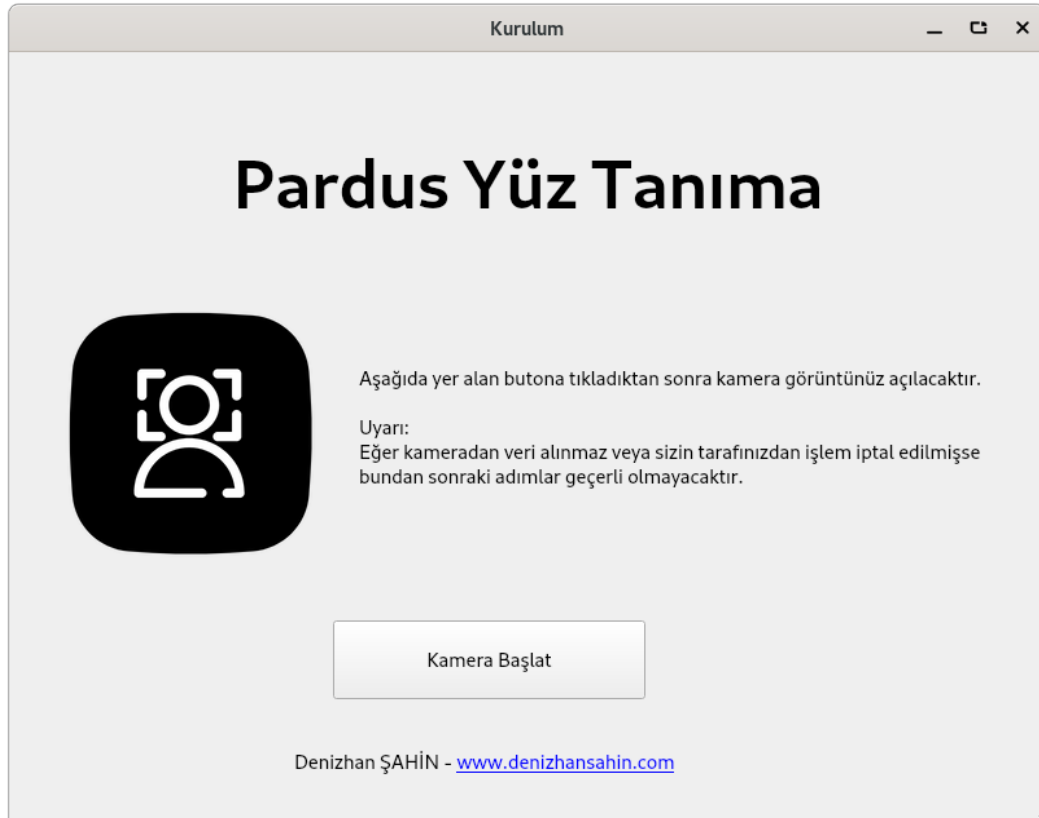 Kurulum
Pardus Yüz Tanıma
Aşağıda yer alan butona tıkladıktan sonra kamera görüntünüz açılacaktır.
Uyarı:
Eğer kameradan veri alınmaz veya sizin tarafınızdan işlem iptal edilmişse
bundan sonraki adımlar geçerli olmayacaktır.
Kamera Başlat
Denizhan ŞAHİN - www.denizhansahin.com